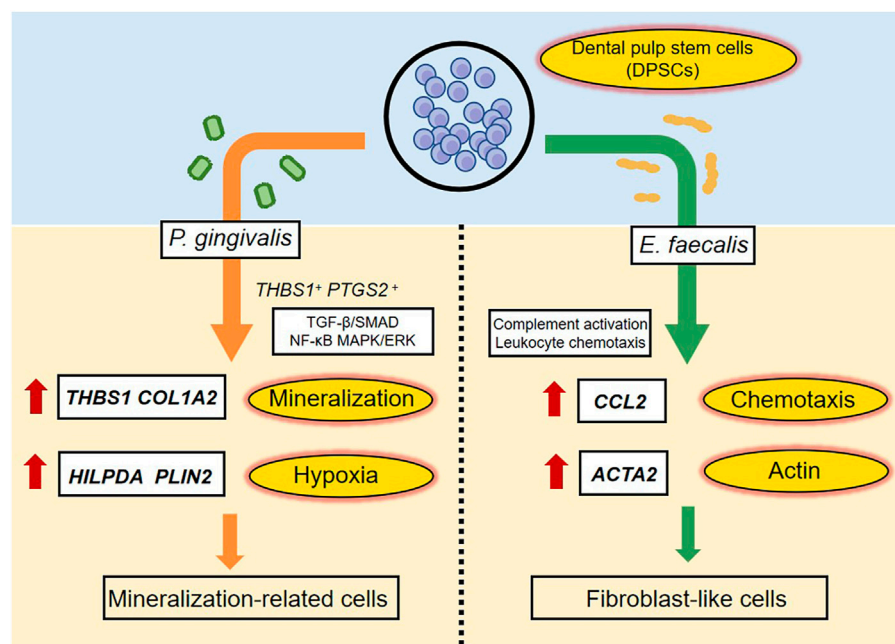 Dental pulp stem cells
(DPSCs)
P. gingivalis
E. faecalis
THBS1⁺ PTGS2⁺
TGF-β/SMAD
NF-κB MAPK/ERK
Complement activation
Leukocyte chemotaxis
THBS1 COL1A2
Mineralization
CCL2
Chemotaxis
HILPDA PLIN2
Hypoxia
ACTA2
Actin
Mineralization-related cells
Fibroblast-like cells